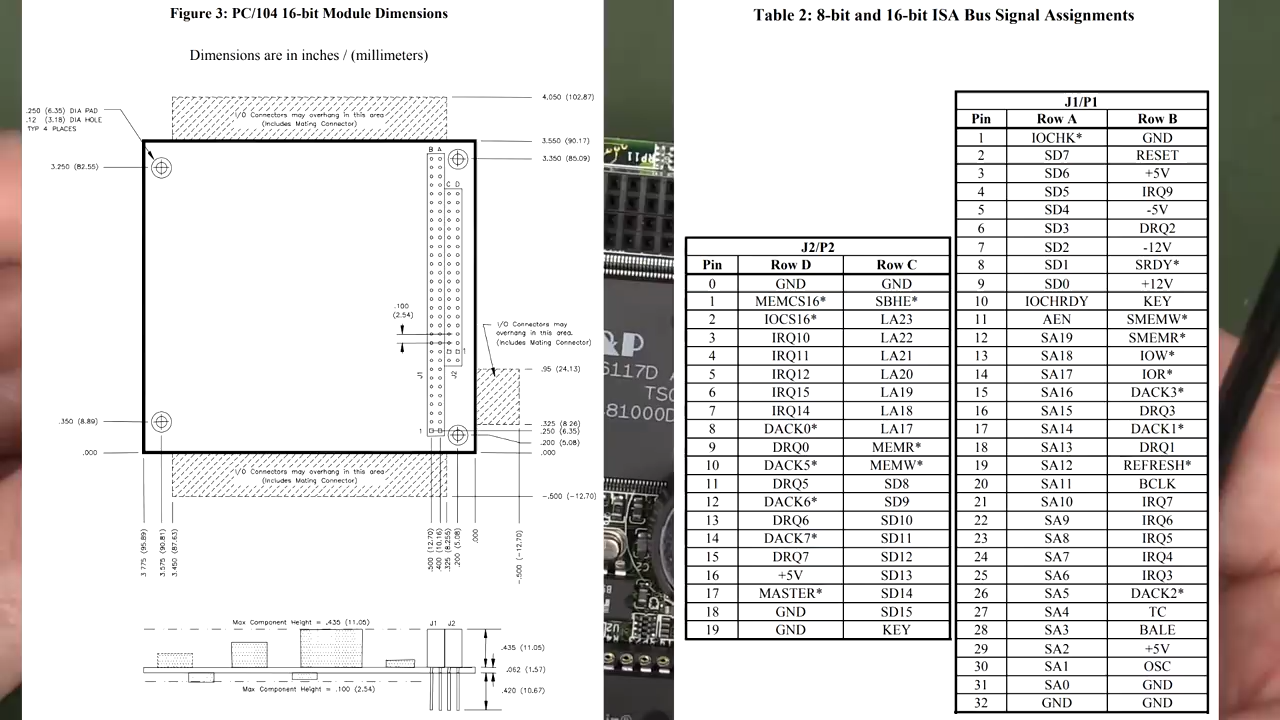 Figure 3: PC/104 16-bit Module Dimensions
Dimensions are in inches / (millimeters)
.250 (6.35) DIA PAD
.12 (3.18) DIA HOLE
TYP 4 PLACES
I/O Connectors may overhang in this area
(Includes Mating Connector)
4.050 (102.87)
3.550 (90.17)
3.350 (85.09)
3.250 (82.55)
B A
C D
.100
(2.54)
I/O Connectors may
overhang in this area.
(Includes Mating Connector)
1
J1
J2
.95 (24.13)
.350 (8.89)
1
.325 (8.26)
.250 (6.35)
.200 (5.08)
.000
.000
I/O Connectors may overhang in this area
(Includes Mating Connector)
-.500 (-12.70)
3.775 (95.89)
3.575 (90.81)
3.450 (87.63)
.500 (12.70)
.400 (10.16)
.325 (8.255)
.200 (5.08)
.000
-.500 (-12.70)
Max Component Height = .435 (11.05)
J1 J2
.435 (11.05)
.062 (1.57)
.420 (10.67)
Max Component Height = .100 (2.54)
RP11
&P
6117D
TSO
81000D
C2
Table 2: 8-bit and 16-bit ISA Bus Signal Assignments
J2/P2
Pin Row D Row C
0 GND GND
1 MEMCS16* SBHE*
2 IOCS16* LA23
3 IRQ10 LA22
4 IRQ11 LA21
5 IRQ12 LA20
6 IRQ15 LA19
7 IRQ14 LA18
8 DACK0* LA17
9 DRQ0 MEMR*
10 DACK5* MEMW*
11 DRQ5 SD8
12 DACK6* SD9
13 DRQ6 SD10
14 DACK7* SD11
15 DRQ7 SD12
16 +5V SD13
17 MASTER* SD14
18 GND SD15
19 GND KEY
J1/P1
Pin Row A Row B
1 IOCHK* GND
2 SD7 RESET
3 SD6 +5V
4 SD5 IRQ9
5 SD4 -5V
6 SD3 DRQ2
7 SD2 -12V
8 SD1 SRDY*
9 SD0 +12V
10 IOCHRDY KEY
11 AEN SMEMW*
12 SA19 SMEMR*
13 SA18 IOW*
14 SA17 IOR*
15 SA16 DACK3*
16 SA15 DRQ3
17 SA14 DACK1*
18 SA13 DRQ1
19 SA12 REFRESH*
20 SA11 BCLK
21 SA10 IRQ7
22 SA9 IRQ6
23 SA8 IRQ5
24 SA7 IRQ4
25 SA6 IRQ3
26 SA5 DACK2*
27 SA4 TC
28 SA3 BALE
29 SA2 +5V
30 SA1 OSC
31 SA0 GND
32 GND GND